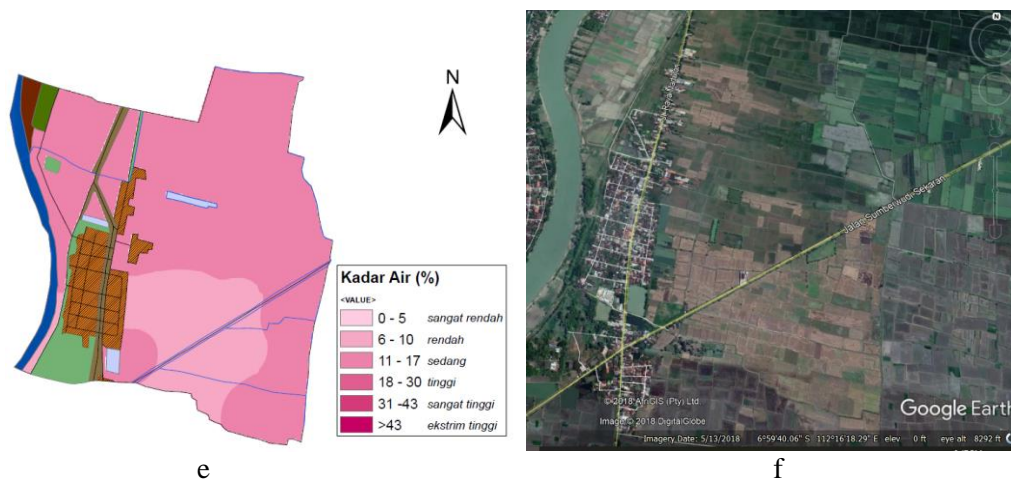 N
Kadar Air (%)
<VALUE>
0 - 5 sangat rendah
6 - 10 rendah
11 - 17 sedang
18 - 30 tinggi
31 -43 sangat tinggi
>43 ekstrim tinggi
e
N
Jalan Sumberwudi Sekaran
© 2018 AfriGIS (Pty) Ltd.
Image © 2018 DigitalGlobe
Google Earth
Imagery Date: 5/13/2018 6°59'40.06" S 112°16'18.29" E elev 0 ft eye alt 8292 ft
f